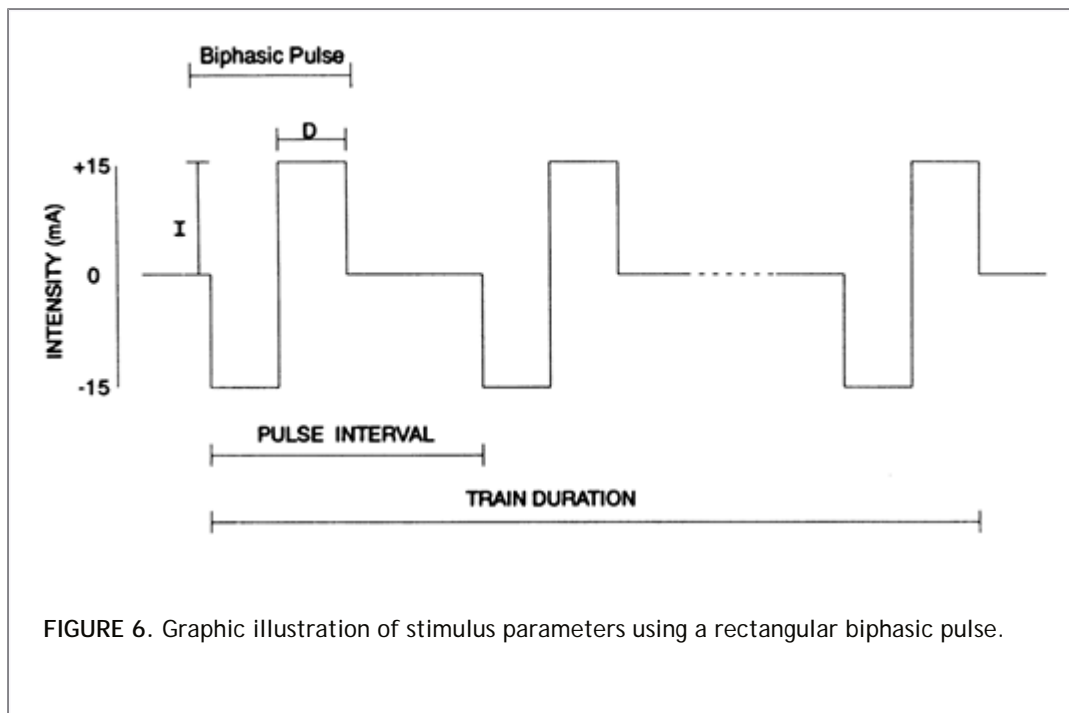 Biphasic Pulse
D
+15
I
0
-15
INTENSITY (mA)
PULSE INTERVAL
TRAIN DURATION
FIGURE 6. Graphic illustration of stimulus parameters using a rectangular biphasic pulse.